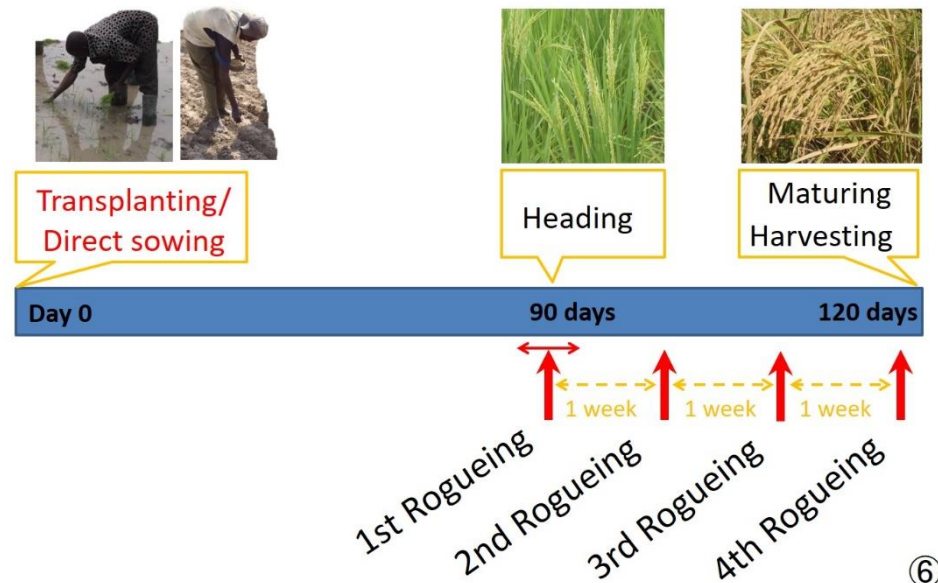 Transplanting/
Direct sowing
Heading
Maturing
Harvesting
Day 0
90 days
120 days
1 week
1 week
1 week
1st Rogueing
2nd Rogueing
3rd Rogueing
4th Rogueing
⑥